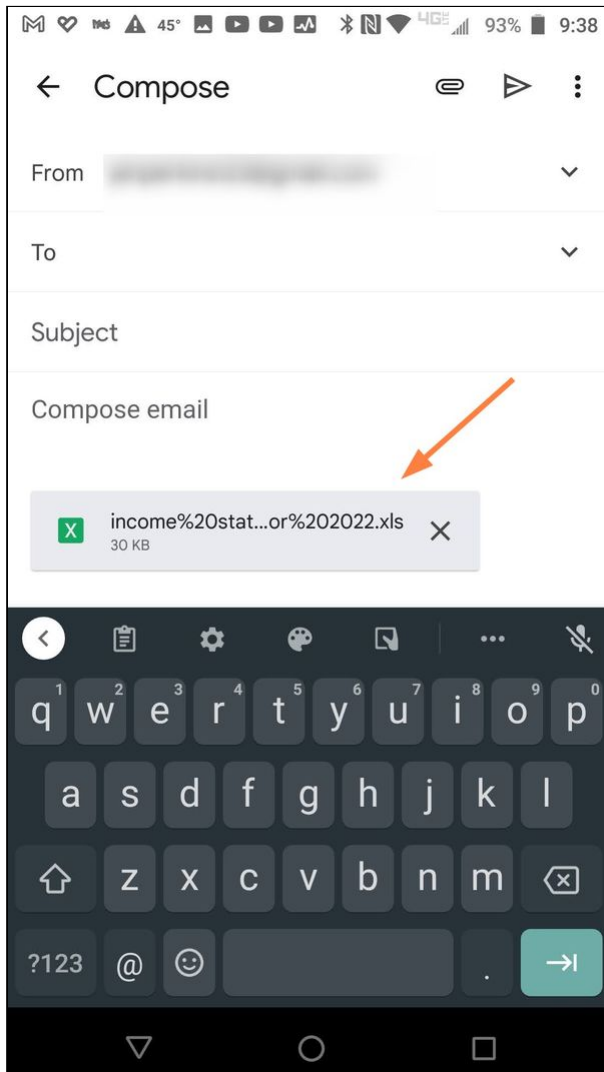 45° 4GE 93% 9:38
Compose
From
To
Subject
Compose email
X income%20stat...or%202022.xls
30 KB
1 2 3 4 5 6 7 8 9 0
q w e r t y u i o p
a s d f g h j k l
z x c v b n m
?123 @ .